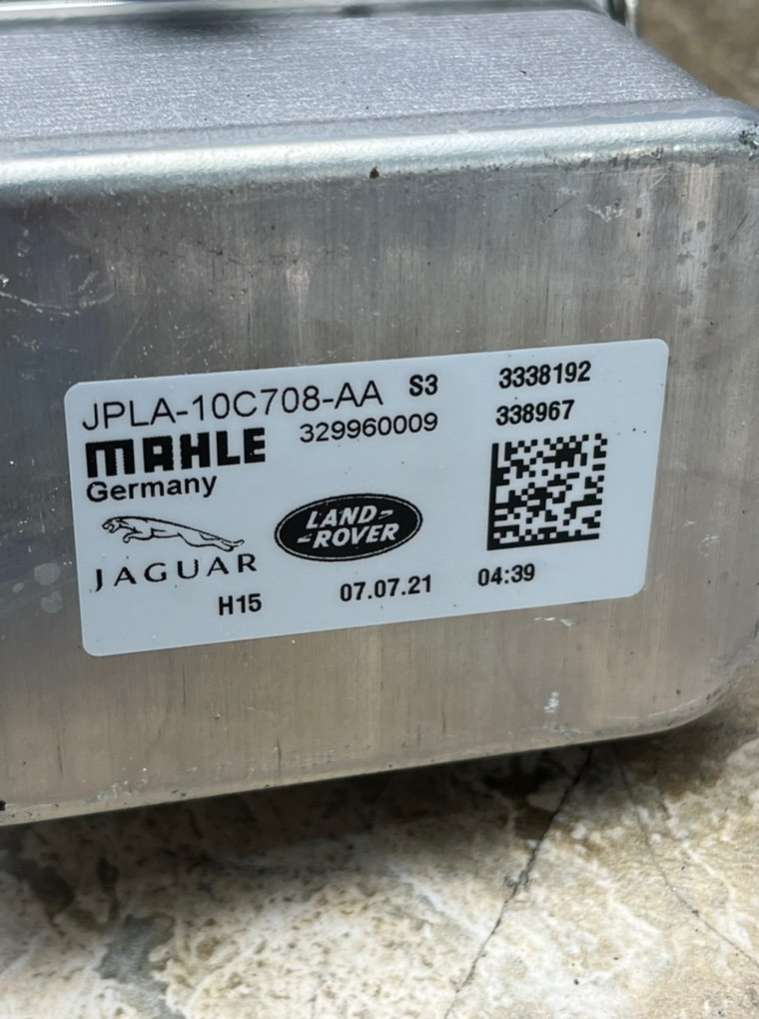 JPLA-10C708-AA S3 3338192
MAHLE 329960009 338967
Germany
JAGUAR
LAND-
-ROVER
H15 07.07.21 04:39